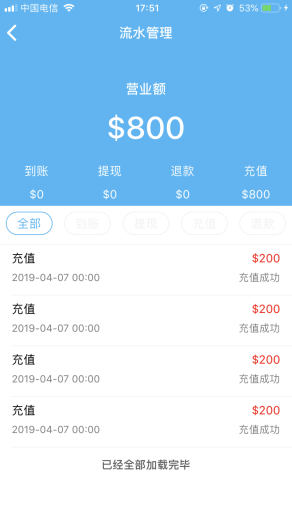 中国电信 17:51 53%
流水管理
营业额
$800
到账 提现 退款 充值
$0 $0 $0 $800
全部 到账 提现 充值 退款
充值 $200
2019-04-07 00:00 充值成功
充值 $200
2019-04-07 00:00 充值成功
充值 $200
2019-04-07 00:00 充值成功
充值 $200
2019-04-07 00:00 充值成功
已经全部加载完毕